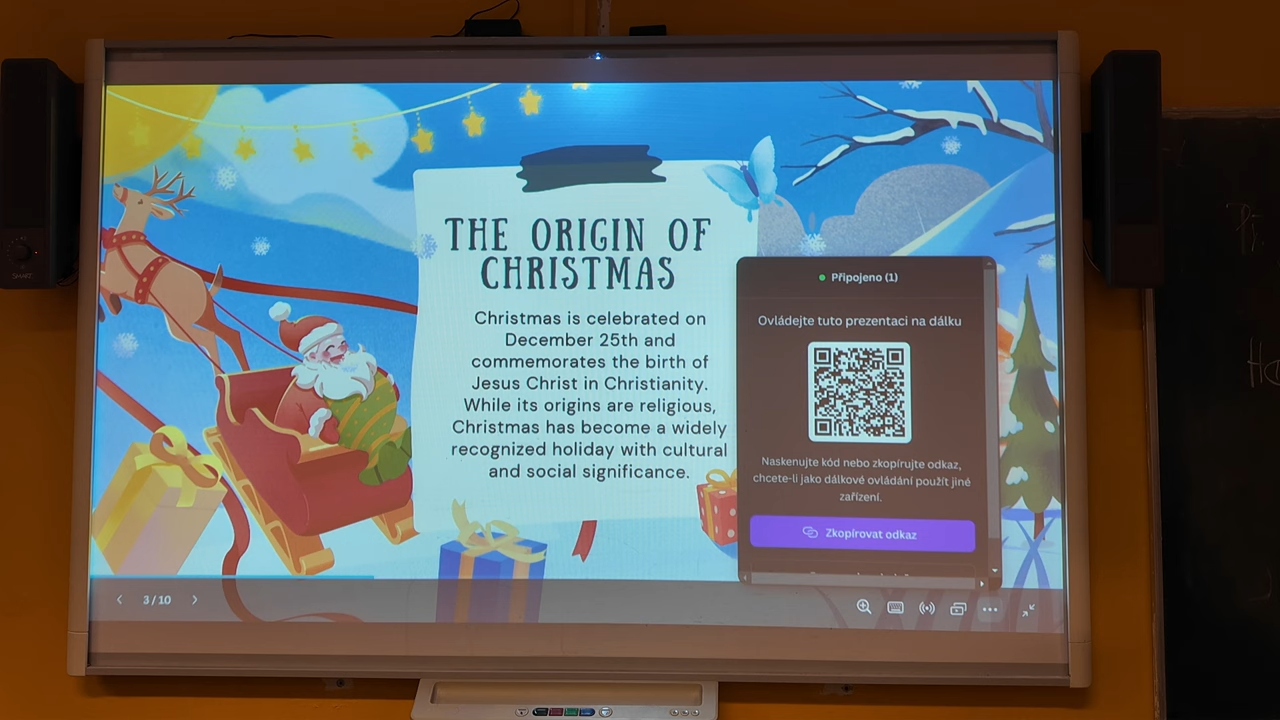 THE ORIGIN OF
CHRISTMAS
Christmas is celebrated on
December 25th and
commemorates the birth of
Jesus Christ in Christianity.
While its origins are religious,
Christmas has become a widely
recognized holiday with cultural
and social significance.
Připojeno (1)
Ovládejte tuto prezentaci na dálku
Naskenujte kód nebo zkopírujte odkaz,
chcete-li jako dálkové ovládání použít jiné
zařízení.
Zkopírovat odkaz
3 / 10
SMART